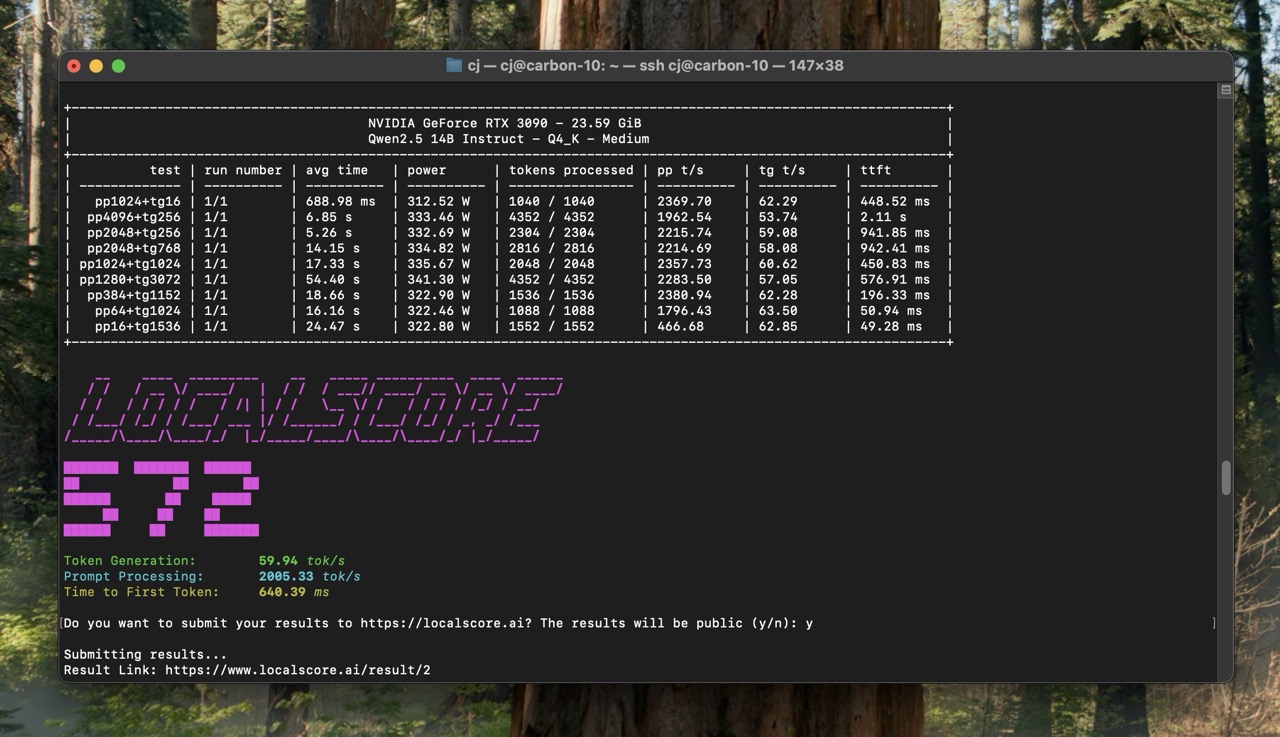 cj — cj@carbon-10: ~ — ssh cj@carbon-10 — 147×38
NVIDIA GeForce RTX 3090 – 23.59 GiB
Qwen2.5 14B Instruct – Q4_K – Medium
test | run number | avg time | power | tokens processed | pp t/s | tg t/s | ttft
pp1024+tg16 | 1/1 | 688.98 ms | 312.52 W | 1040 / 1040 | 2369.70 | 62.29 | 448.52 ms
pp4096+tg256 | 1/1 | 6.85 s | 333.46 W | 4352 / 4352 | 1962.54 | 53.74 | 2.11 s
pp2048+tg256 | 1/1 | 5.26 s | 332.69 W | 2304 / 2304 | 2215.74 | 59.08 | 941.85 ms
pp2048+tg768 | 1/1 | 14.15 s | 334.82 W | 2816 / 2816 | 2214.69 | 58.08 | 942.41 ms
pp1024+tg1024 | 1/1 | 17.33 s | 335.67 W | 2048 / 2048 | 2357.73 | 60.62 | 450.83 ms
pp1280+tg3072 | 1/1 | 54.40 s | 341.30 W | 4352 / 4352 | 2283.50 | 57.05 | 576.91 ms
pp384+tg1152 | 1/1 | 18.66 s | 322.90 W | 1536 / 1536 | 2380.94 | 62.28 | 196.33 ms
pp64+tg1024 | 1/1 | 16.16 s | 322.46 W | 1088 / 1088 | 1796.43 | 63.50 | 50.94 ms
pp16+tg1536 | 1/1 | 24.47 s | 322.80 W | 1552 / 1552 | 466.68 | 62.85 | 49.28 ms
LOCALSCORE
572
Token Generation: 59.94 tok/s
Prompt Processing: 2005.33 tok/s
Time to First Token: 640.39 ms
[Do you want to submit your results to https://localscore.ai? The results will be public (y/n): y ]
Submitting results...
Result Link: https://www.localscore.ai/result/2